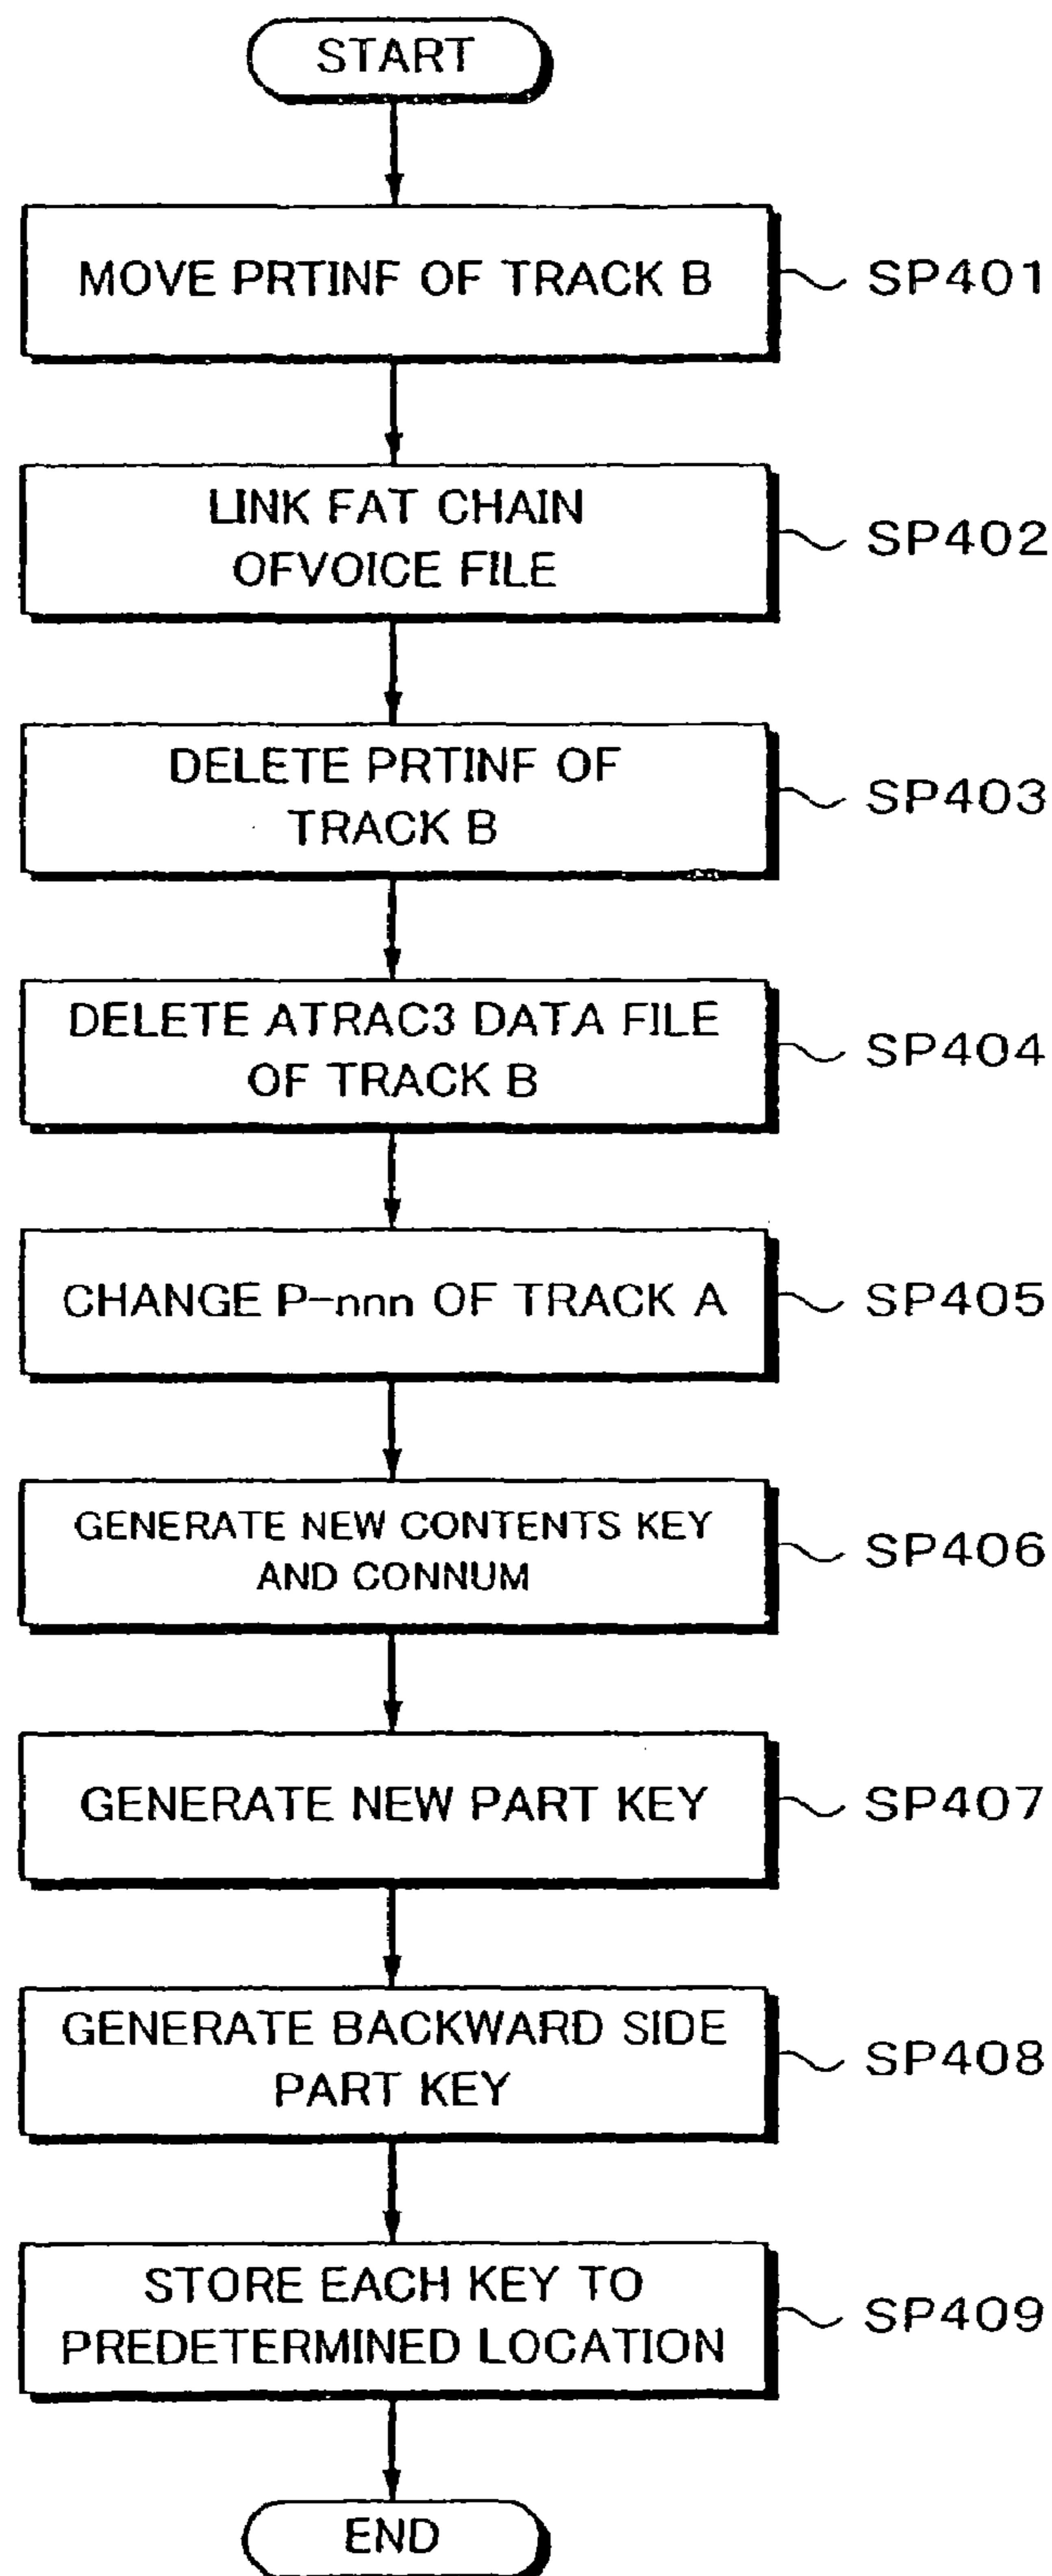 START
MOVE PRTINF OF TRACK B
SP401
LINK FAT CHAIN
OFVOICE FILE
SP402
DELETE PRTINF OF
TRACK B
SP403
DELETE ATRAC3 DATA FILE
OF TRACK B
SP404
CHANGE P-nnn OF TRACK A
SP405
GENERATE NEW CONTENTS KEY
AND CONNUM
SP406
GENERATE NEW PART KEY
SP407
GENERATE BACKWARD SIDE
PART KEY
SP408
STORE EACH KEY TO
PREDETERMINED LOCATION
SP409
END